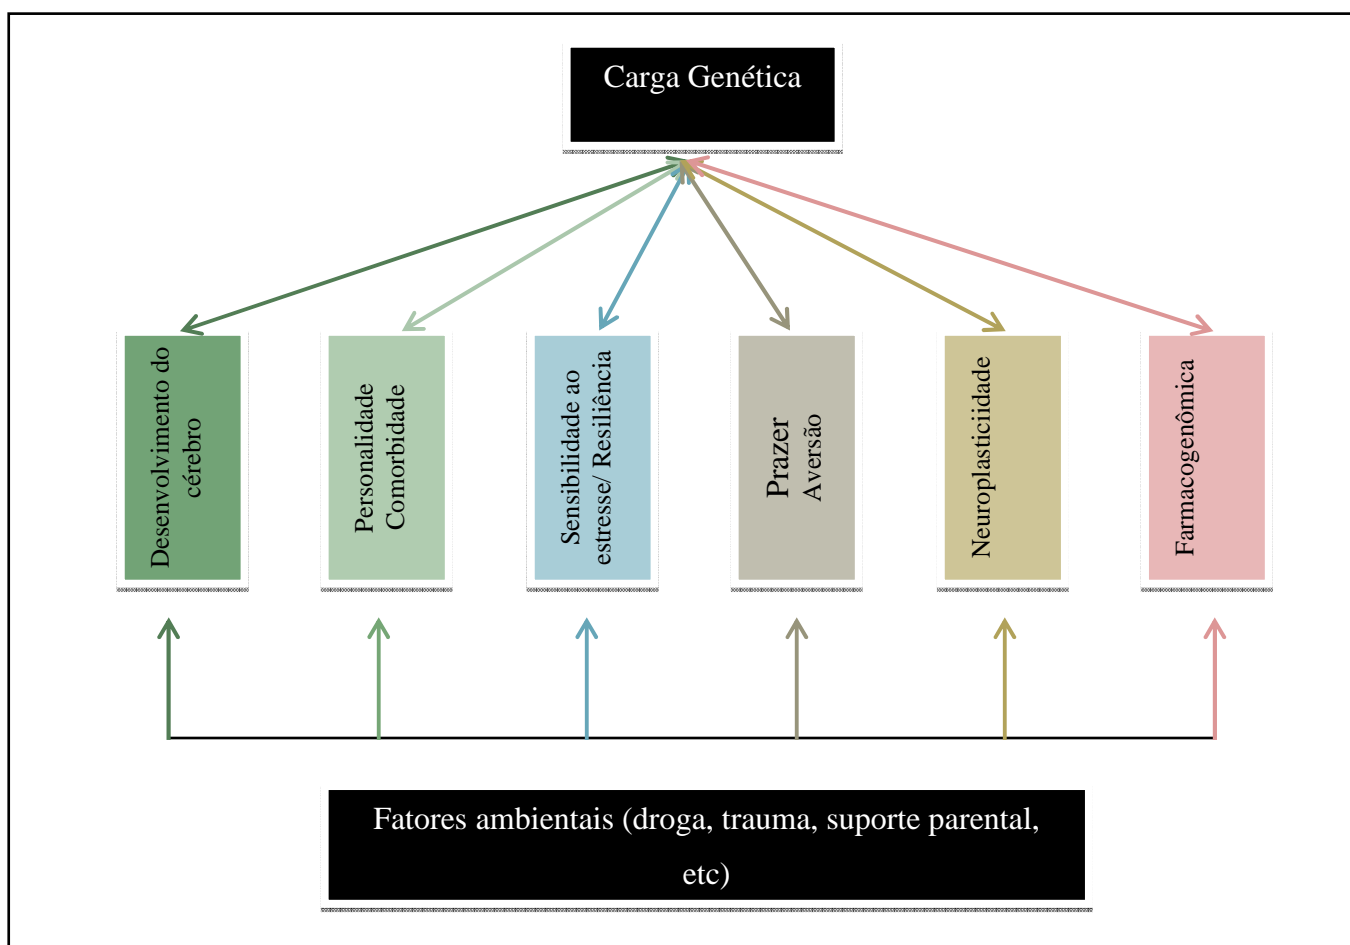 Carga Genética
Desenvolvimento do
cérebro
Personalidade
Comorbidade
Sensibilidade ao
estresse/ Resiliência
Prazer
Aversão
Neuroplasticiidade
Farmacogenômica
Fatores ambientais (droga, trauma, suporte parental,
etc)